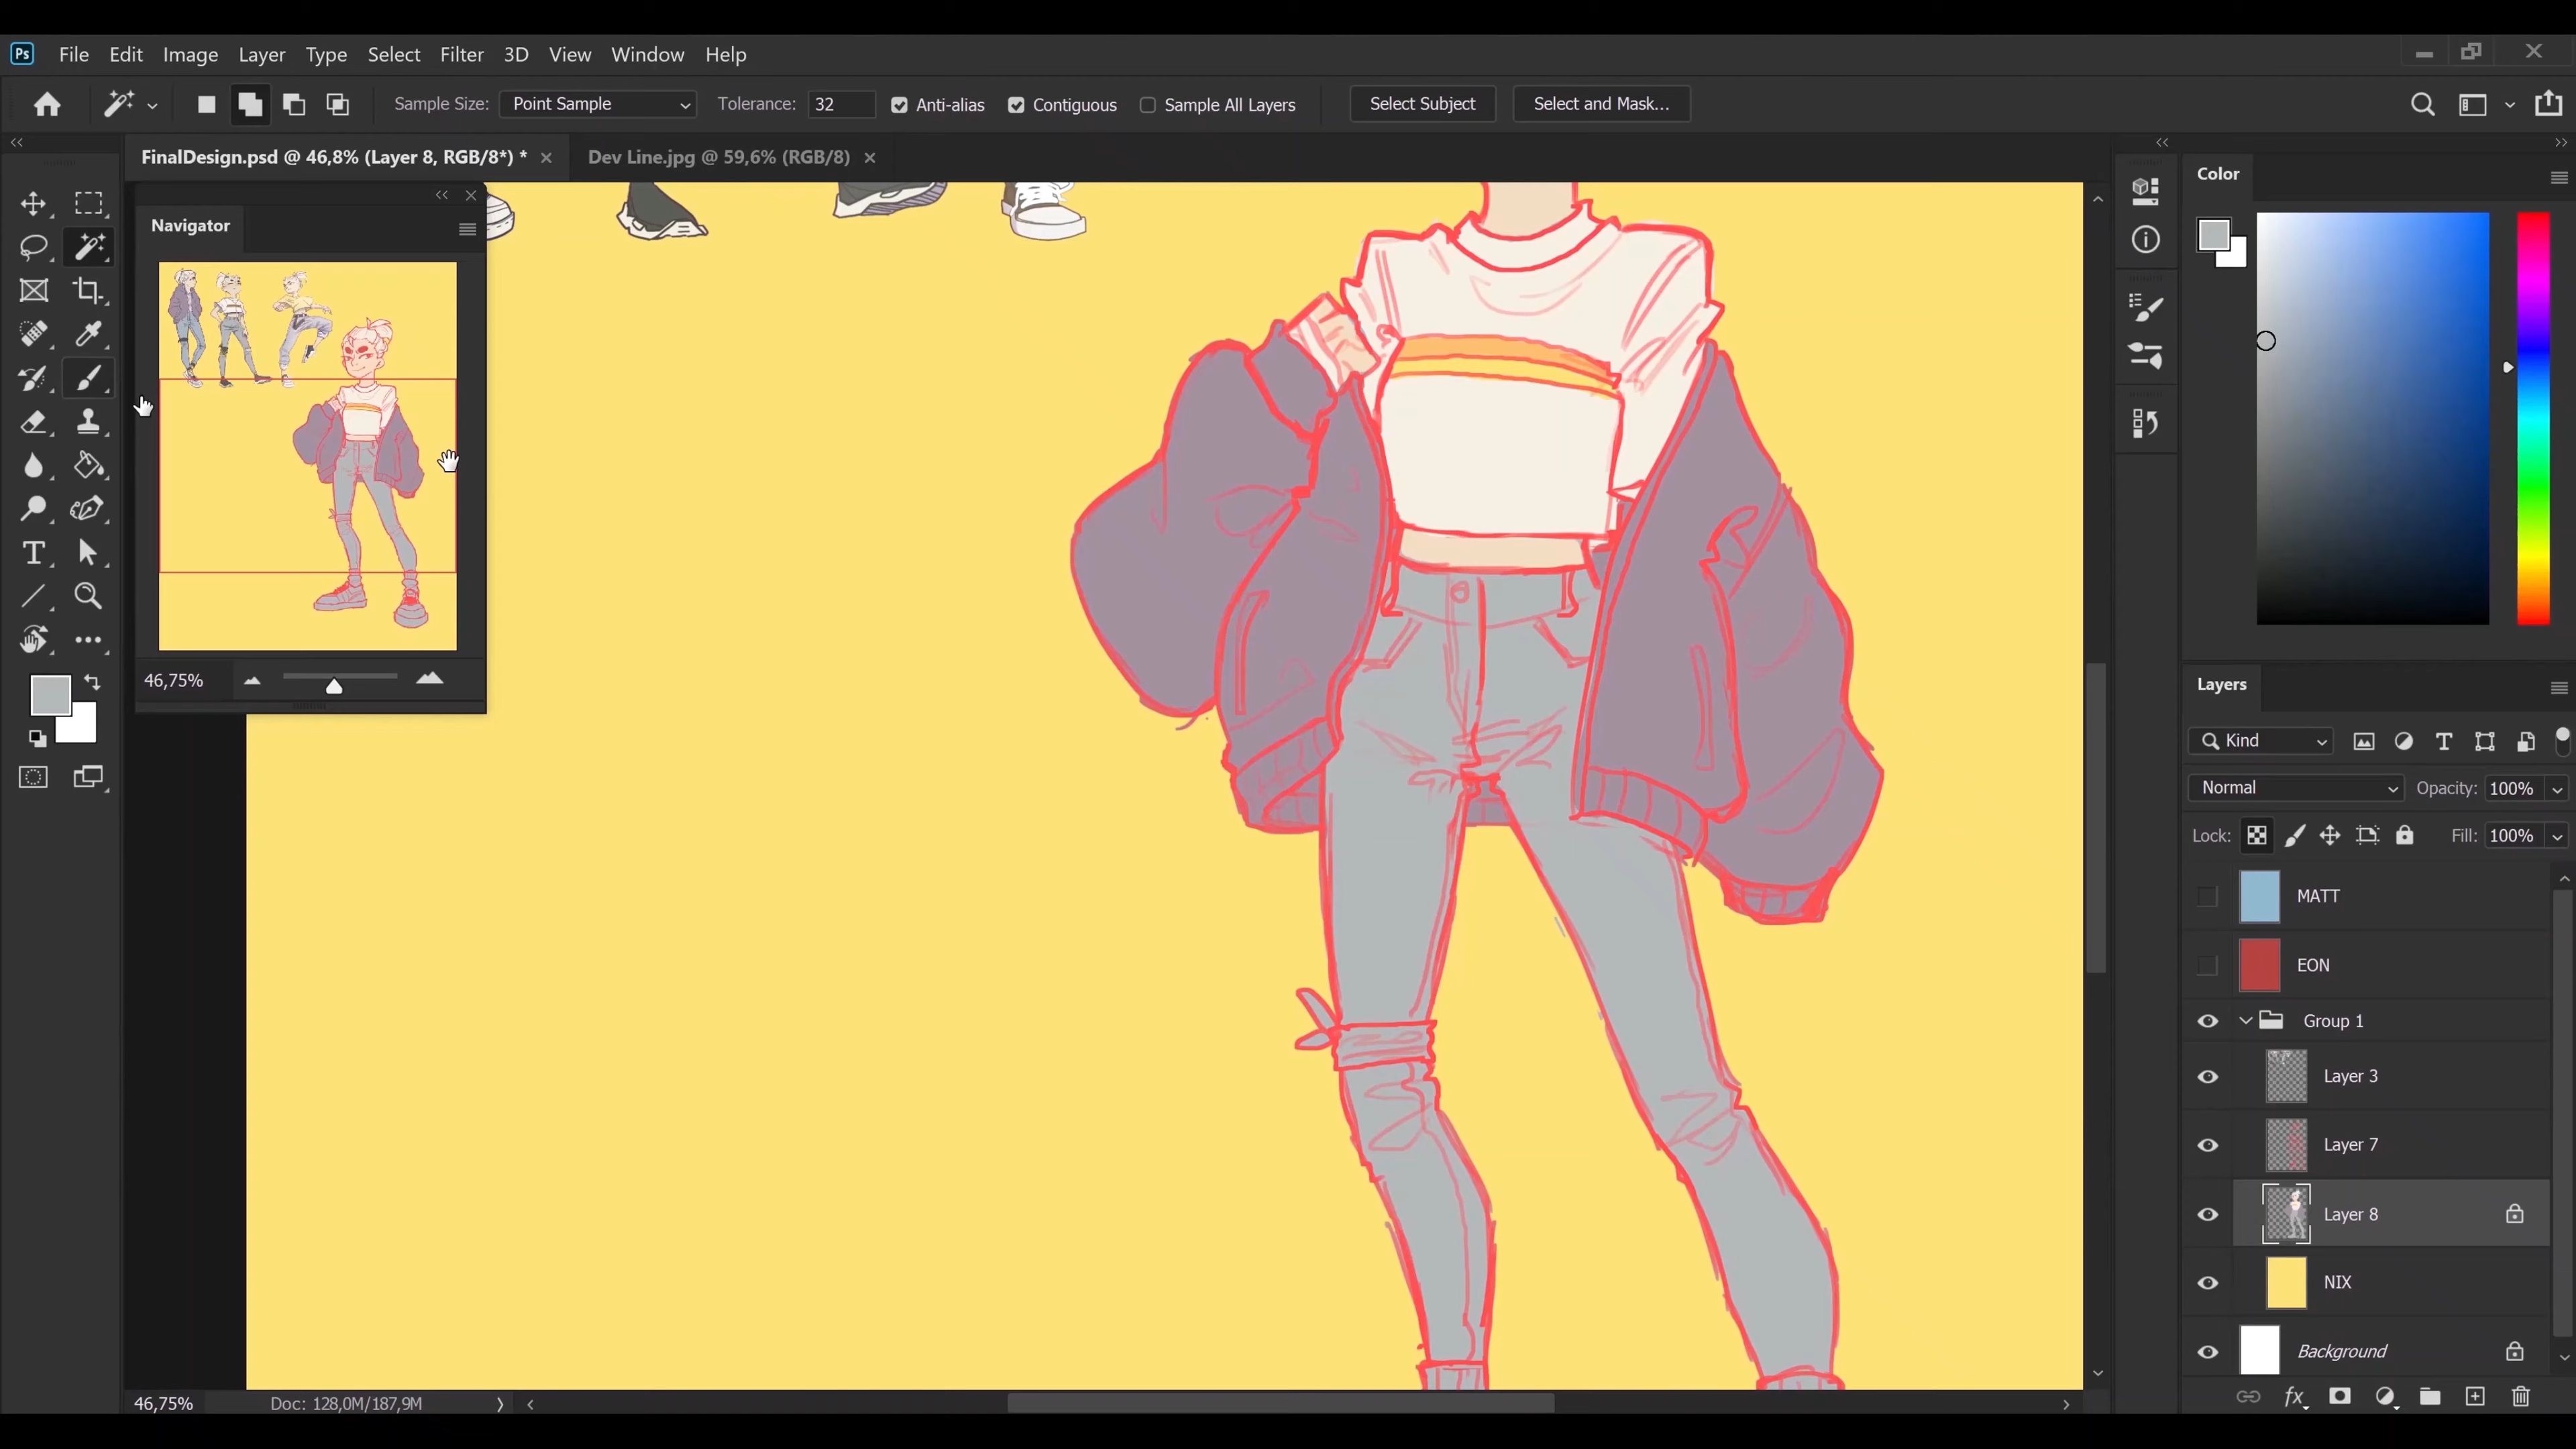 Ps File Edit Image Layer Type Select Filter 3D View Window Help
Sample Size: Point Sample Tolerance: 32 Anti-alias Contiguous Sample All Layers Select Subject Select and Mask...
FinalDesign.psd @ 46,8% (Layer 8, RGB/8*) * Dev Line.jpg @ 59,6% (RGB/8)
Navigator
46,75%
Color
Layers
Kind
Normal Opacity: 100%
Lock: Fill: 100%
MATT
EON
Group 1
Layer 3
Layer 7
Layer 8
NIX
Background
46,75% Doc: 128,0M/187,9M